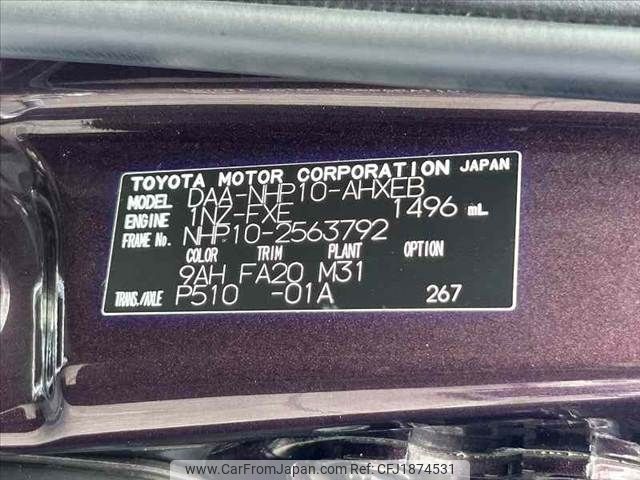 TOYOTA MOTOR CORPORATION JAPAN
MODEL DAA-NHP10-AHXEB
ENGINE 1NZ-FXE 1496 mL
FRAME No. NHP10-2563792
COLOR TRIM PLANT OPTION
9AH FA20 M31
TRANS./AXLE P510 -01A 267
www.CarFromJapan.com - CFJ1874531